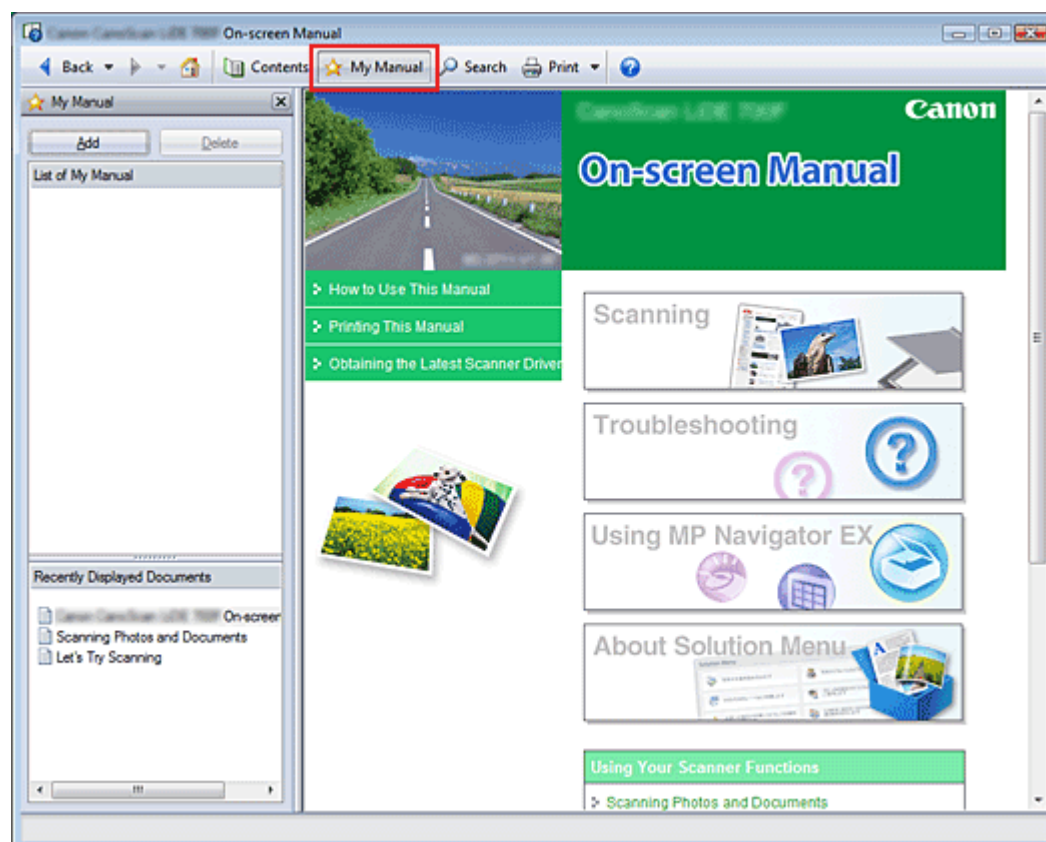 On-screen Manual
Back
Contents
My Manual
Search
Print
My Manual
Add
Delete
List of My Manual
Recently Displayed Documents
On-screen
Scanning Photos and Documents
Let's Try Scanning
Canon
On-screen Manual
How to Use This Manual
Printing This Manual
Obtaining the Latest Scanner Driver
Scanning
Troubleshooting
Using MP Navigator EX
About Solution Menu
Using Your Scanner Functions
Scanning Photos and Documents